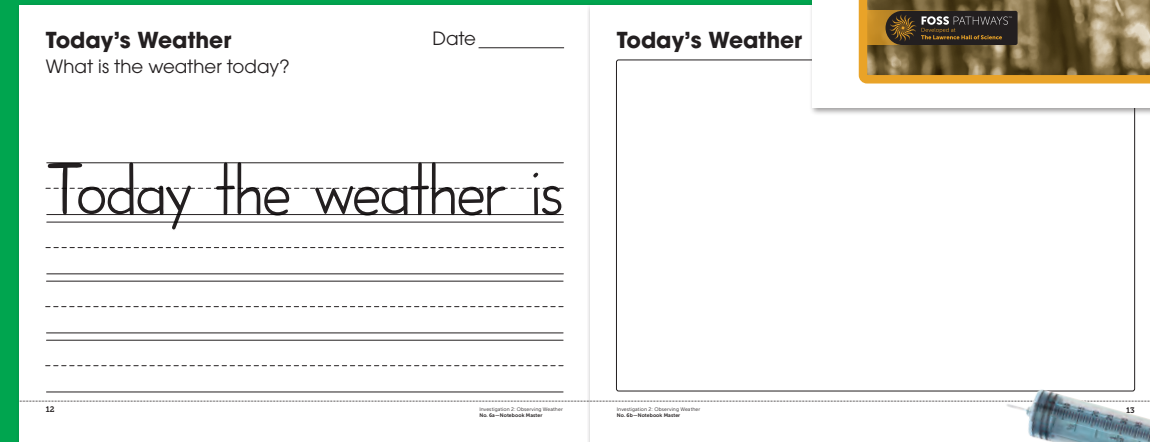 Today's Weather
Date
What is the weather today?
Today the weather is
12
Investigation 2: Observing Weather
No. 6a—Notebook Master
Today's Weather
FOSS PATHWAYS™
Developed at
The Lawrence Hall of Science
Investigation 2: Observing Weather
No. 6b—Notebook Master
13